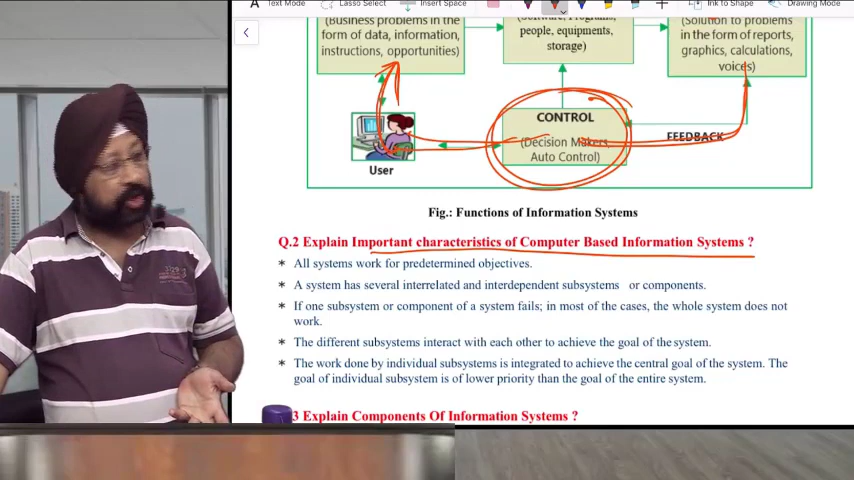 A Text Mode Lasso Select Insert Space Ink to Shape Drawing Mode
(Business problems in the
form of data, information,
instructions, opportunities)
(Software, Programs,
people, equipments,
storage)
(Solution to problems
in the form of reports,
graphics, calculations,
voices)
CONTROL
(Decision Makers,
Auto Control)
FEEDBACK
User
Fig.: Functions of Information Systems
Q.2 Explain Important characteristics of Computer Based Information Systems ?
* All systems work for predetermined objectives.
* A system has several interrelated and interdependent subsystems or components.
* If one subsystem or component of a system fails; in most of the cases, the whole system does not
work.
* The different subsystems interact with each other to achieve the goal of the system.
* The work done by individual subsystems is integrated to achieve the central goal of the system. The
goal of individual subsystem is of lower priority than the goal of the entire system.
3 Explain Components Of Information Systems ?